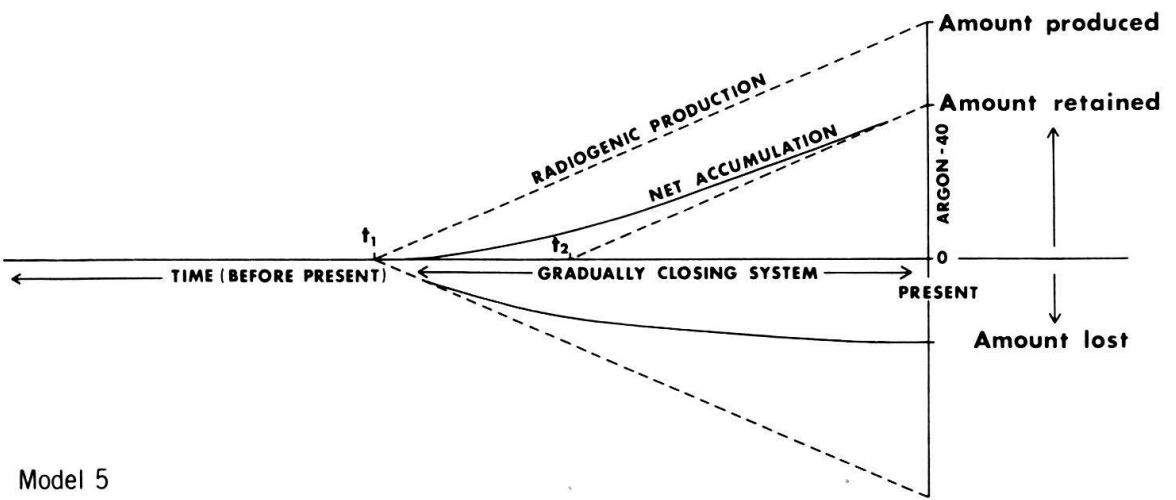 Amount produced
RADIOGENIC PRODUCTION
Amount retained
NET ACCUMULATION
ARGON-40
t1
t2
0
TIME (BEFORE PRESENT)
GRADUALLY CLOSING SYSTEM
PRESENT
Amount lost
Model 5